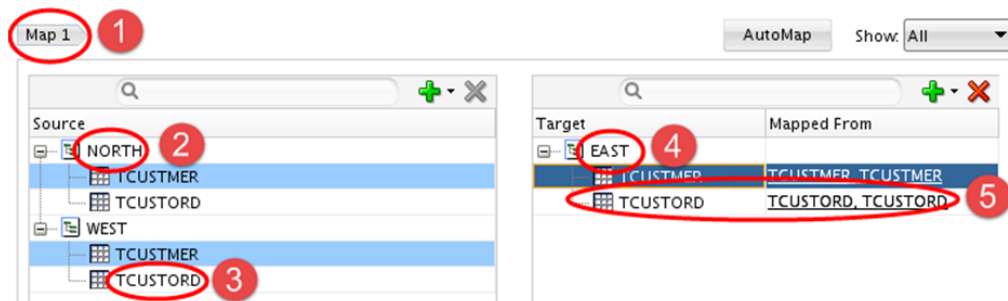 Map 1
1
AutoMap
Show: All
Source
Target
Mapped From
NORTH
2
EAST
4
TCUSTMER
TCUSTMER
TCUSTMER, TCUSTMER
TCUSTORD
TCUSTORD
TCUSTORD, TCUSTORD
5
WEST
TCUSTMER
TCUSTORD
3